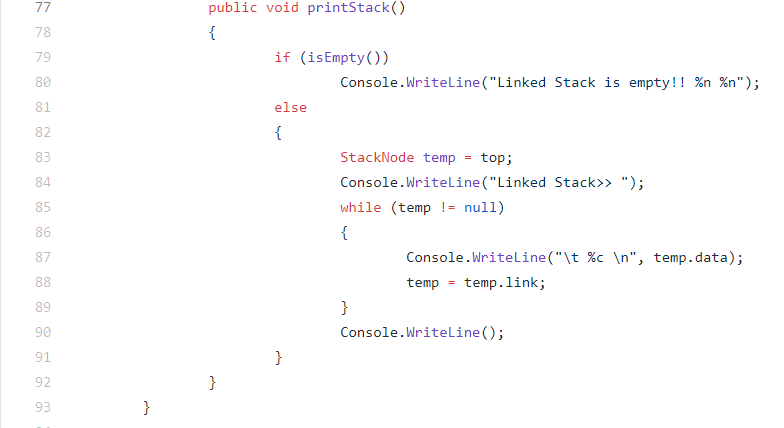 77 public void printStack()
78 {
79 if (isEmpty())
80 Console.WriteLine("Linked Stack is empty!! %n %n");
81 else
82 {
83 StackNode temp = top;
84 Console.WriteLine("Linked Stack>> ");
85 while (temp != null)
86 {
87 Console.WriteLine("\t %c \n", temp.data);
88 temp = temp.link;
89 }
90 Console.WriteLine();
91 }
92 }
93 }